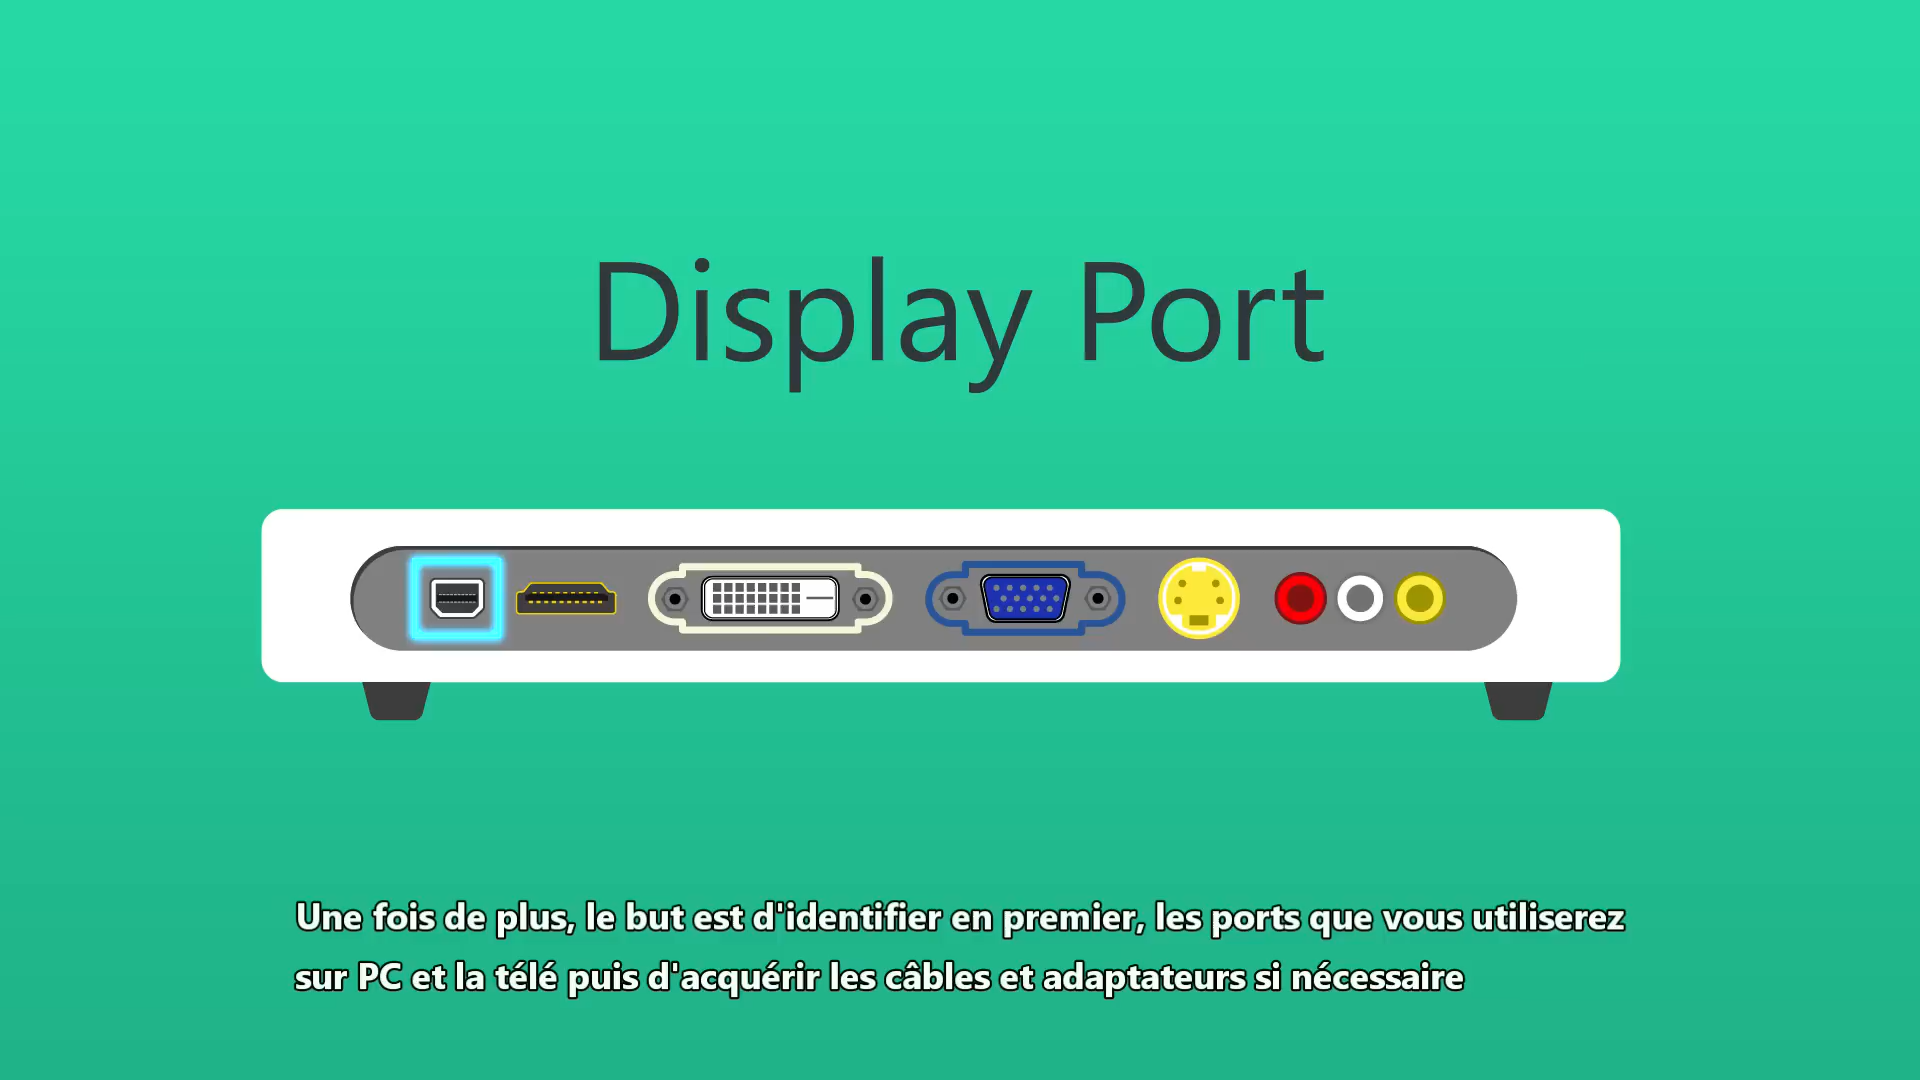 Display Port
Une fois de plus, le but est d'identifier en premier, les ports que vous utiliserez
sur PC et la télé puis d'acquérir les câbles et adaptateurs si nécessaire